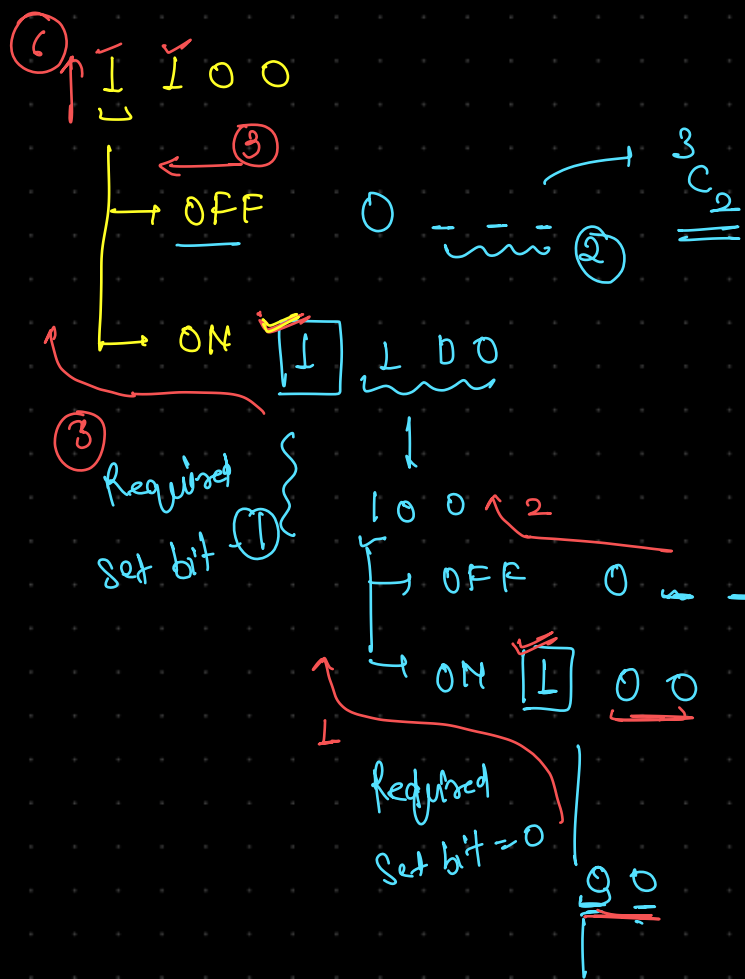 6
1 1 0 0
3
3
C
2
OFF
0 _ _ _ 2
ON 1 1 0 0
3
Required
set bit - 1
1 0 0
2
OFF 0 _ _
ON 1 0 0
1
Required
Set bit = 0
0 0